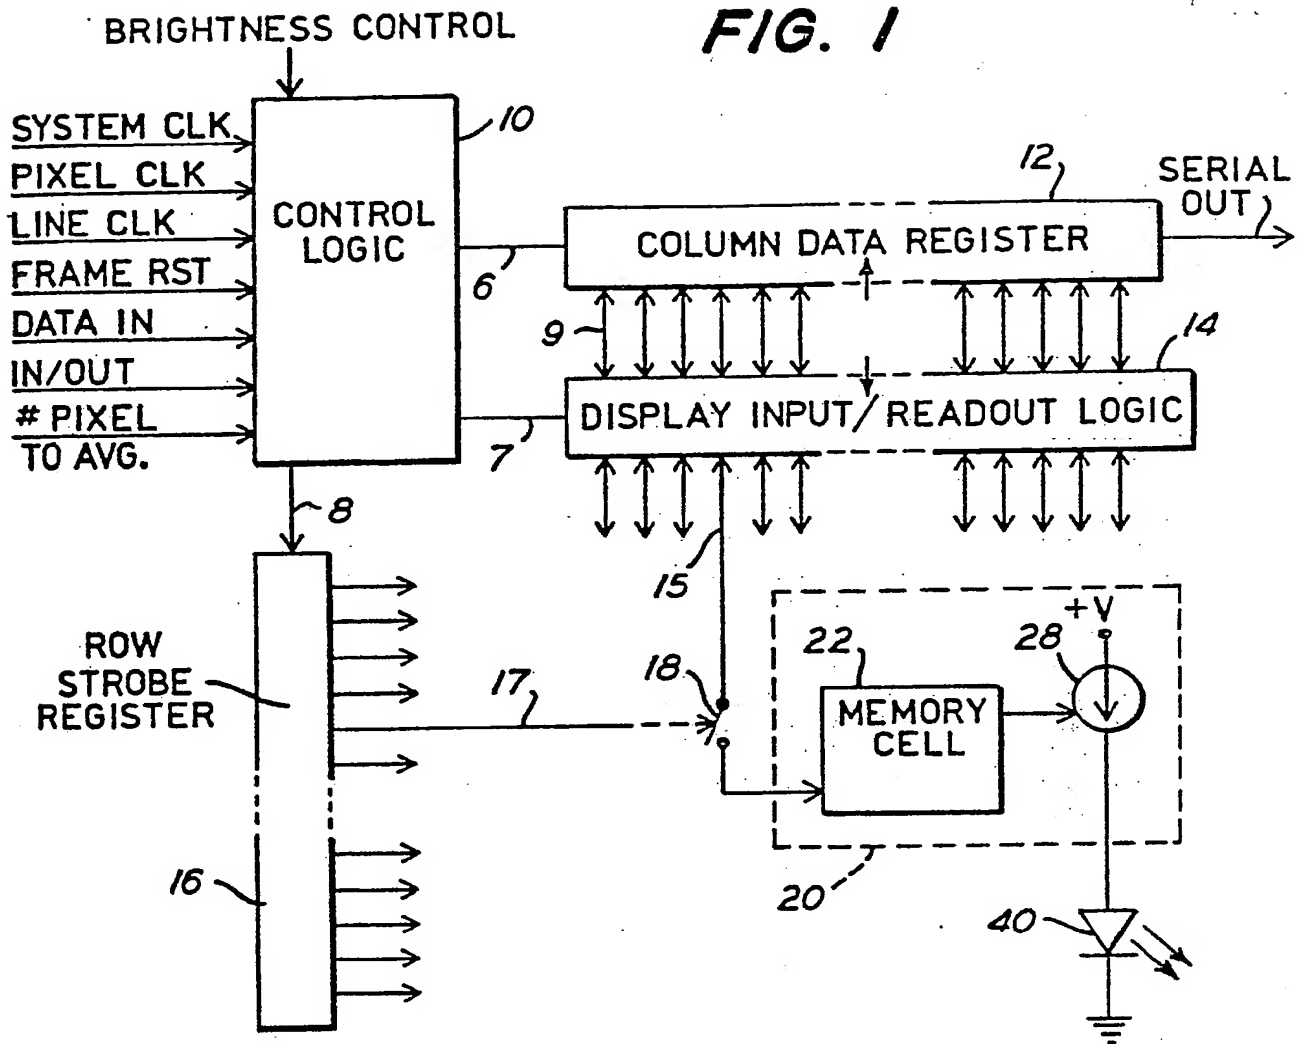 FIG. 1
BRIGHTNESS CONTROL
SYSTEM CLK
PIXEL CLK
LINE CLK
FRAME RST
DATA IN
IN/OUT
# PIXEL
TO AVG.
CONTROL
LOGIC
10
6
7
8
12
COLUMN DATA REGISTER
SERIAL
OUT
9
14
DISPLAY INPUT/READOUT LOGIC
15
ROW
STROBE
REGISTER
16
17
18
20
22
MEMORY
CELL
28
+V
40